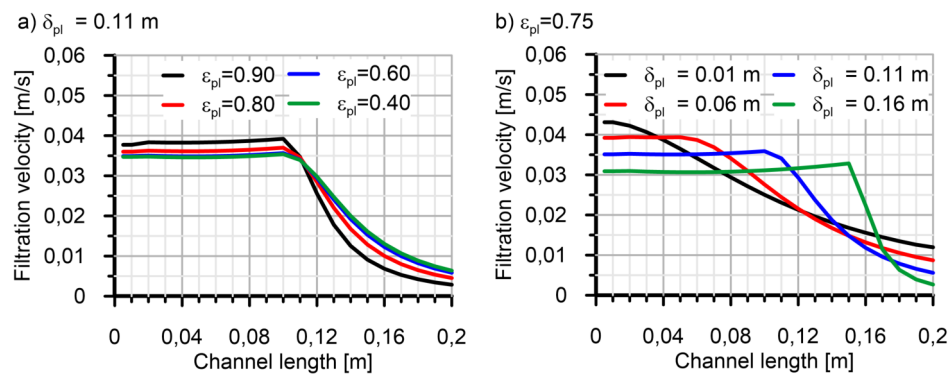 a) δpl = 0.11 m
0,06
0,05
0,04
0,03
0,02
0,01
0
Filtration velocity [m/s]
εpl=0.90
εpl=0.60
εpl=0.80
εpl=0.40
0
0,04
0,08
0,12
0,16
0,2
Channel length [m]
b) εpl=0.75
0,06
0,05
0,04
0,03
0,02
0,01
0
Filtration velocity [m/s]
δpl = 0.01 m
δpl = 0.11 m
δpl = 0.06 m
δpl = 0.16 m
0
0,04
0,08
0,12
0,16
0,2
Channel length [m]